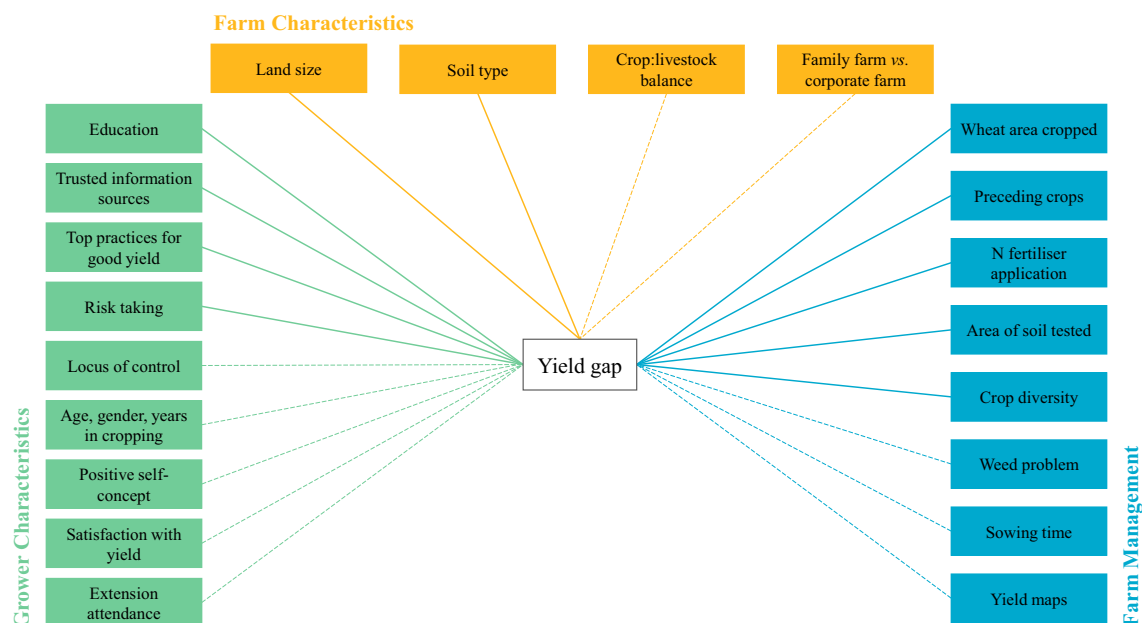 Farm Characteristics
Land size
Soil type
Crop:livestock
balance
Family farm vs.
corporate farm
Education
Trusted information
sources
Top practices for
good yield
Risk taking
Locus of control
Age, gender, years
in cropping
Positive self-
concept
Satisfaction with
yield
Extension
attendance
Grower Characteristics
Yield gap
Wheat area cropped
Preceding crops
N fertiliser
application
Area of soil tested
Crop diversity
Weed problem
Sowing time
Yield maps
Farm Management